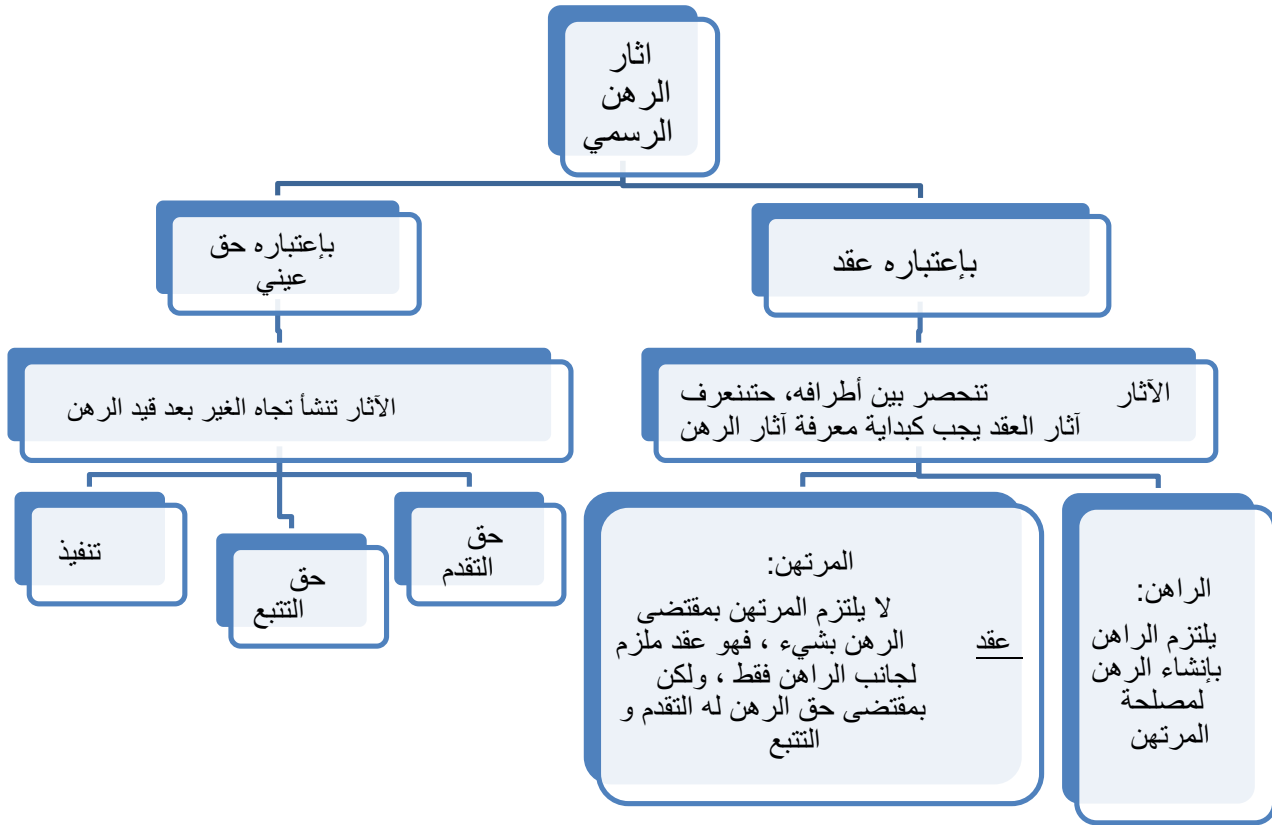 اثار
الرهن
الرسمي
بإعتباره عقد
بإعتباره حق
عيني
الآثار تنحصر بين أطرافه، حتىنعرف
آثار العقد يجب كبداية معرفة آثار الرهن
الآثار تنشأ تجاه الغير بعد قيد الرهن
الراهن:
يلتزم الراهن
بإنشاء الرهن
لمصلحة
المرتهن
المرتهن:
لا يلتزم المرتهن بمقتضى
عقد الرهن بشيء ، فهو عقد ملزم
لجانب الراهن فقط ، ولكن
بمقتضى حق الرهن له التقدم و
التتبع
حق
التقدم
حق
التتبع
تنفيذ